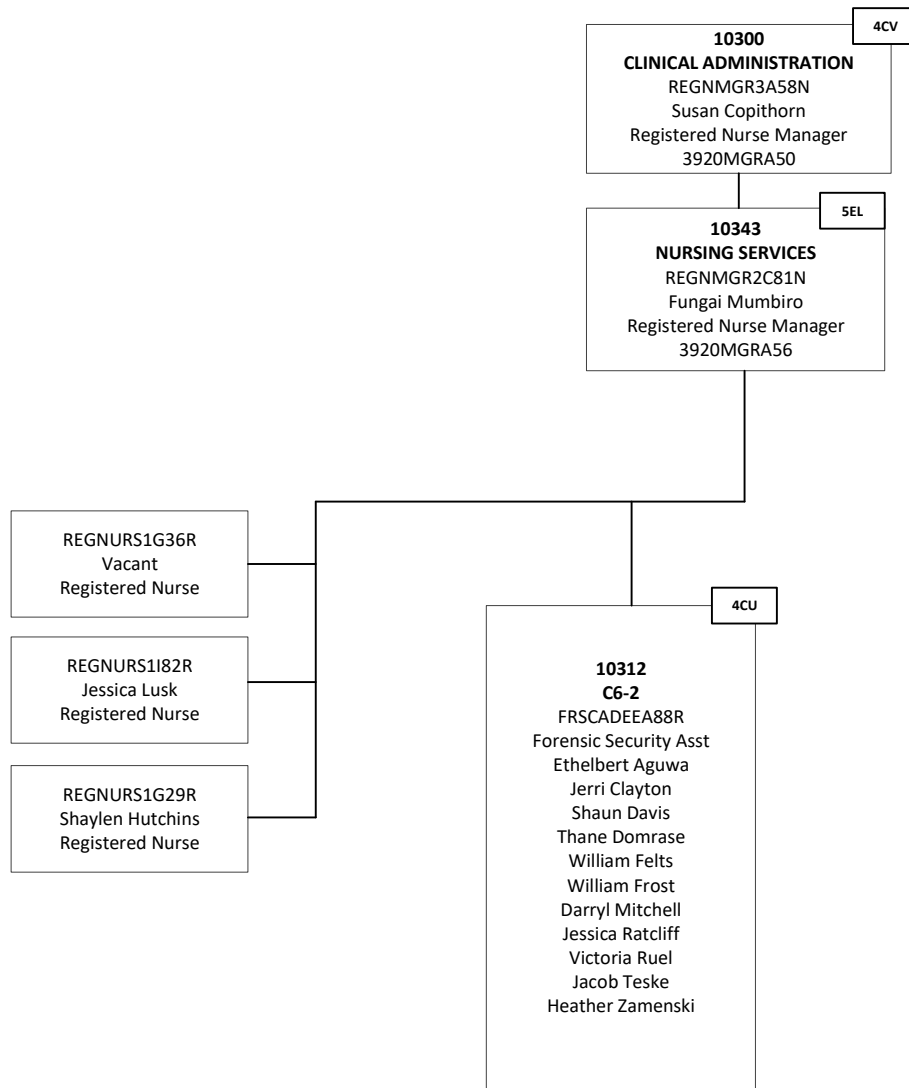 4CV
10300
CLINICAL ADMINISTRATION
REGNMGR3A58N
Susan Copithorn
Registered Nurse Manager
3920MGRA50
5EL
10343
NURSING SERVICES
REGNMGR2C81N
Fungai Mumbiro
Registered Nurse Manager
3920MGRA56
REGNURS1G36R
Vacant
Registered Nurse
REGNURS1I82R
Jessica Lusk
Registered Nurse
REGNURS1G29R
Shaylen Hutchins
Registered Nurse
4CU
10312
C6-2
FRSCADEEA88R
Forensic Security Asst
Ethelbert Aguwa
Jerri Clayton
Shaun Davis
Thane Domrase
William Felts
William Frost
Darryl Mitchell
Jessica Ratcliff
Victoria Ruel
Jacob Teske
Heather Zamenski